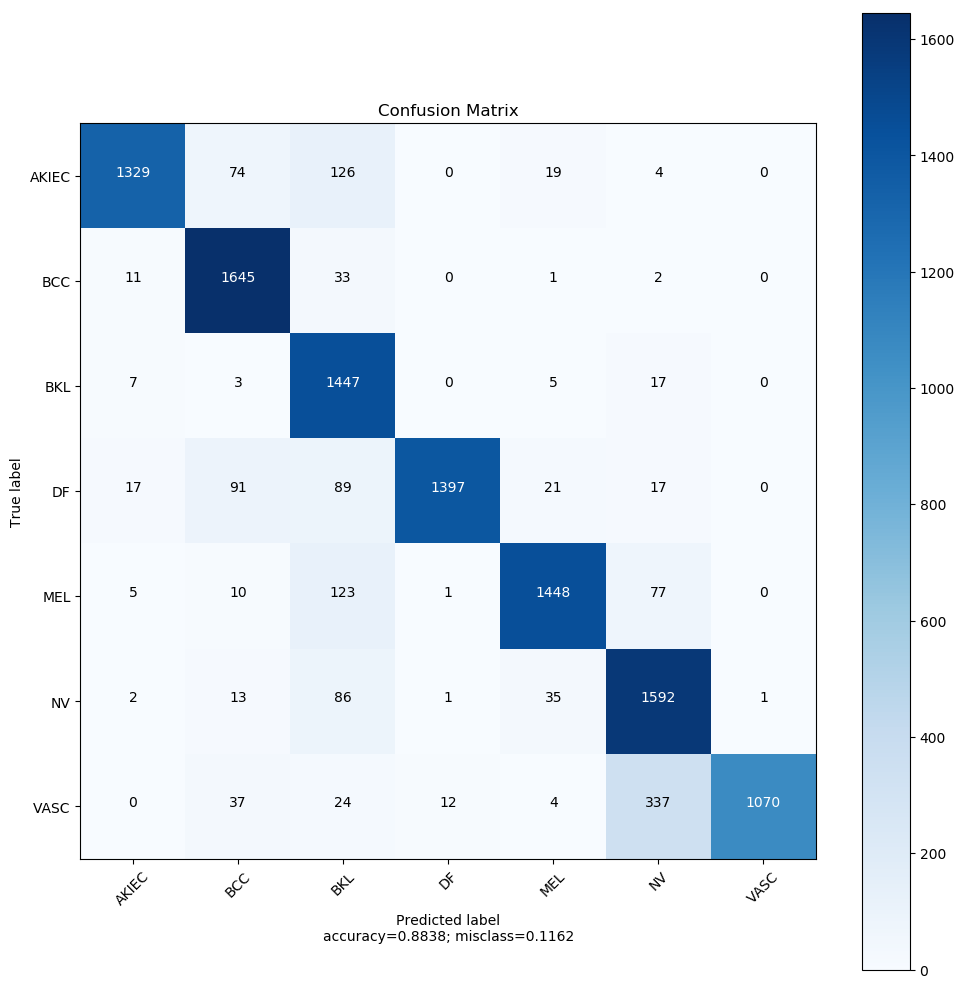 Confusion Matrix
True label
AKIEC 1329 74 126 0 19 4 0
BCC 11 1645 33 0 1 2 0
BKL 7 3 1447 0 5 17 0
DF 17 91 89 1397 21 17 0
MEL 5 10 123 1 1448 77 0
NV 2 13 86 1 35 1592 1
VASC 0 37 24 12 4 337 1070
AKIEC BCC BKL DF MEL NV VASC
Predicted label
accuracy=0.8838; misclass=0.1162
1600
1400
1200
1000
800
600
400
200
0